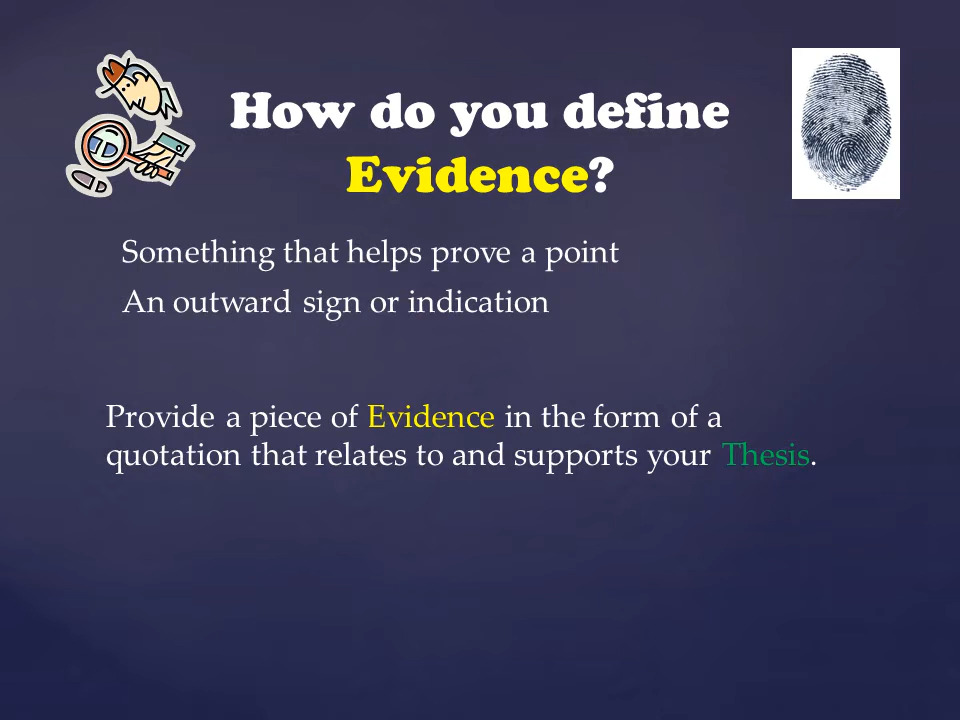 How do you define
Evidence?
Something that helps prove a point
An outward sign or indication
Provide a piece of Evidence in the form of a
quotation that relates to and supports your Thesis.